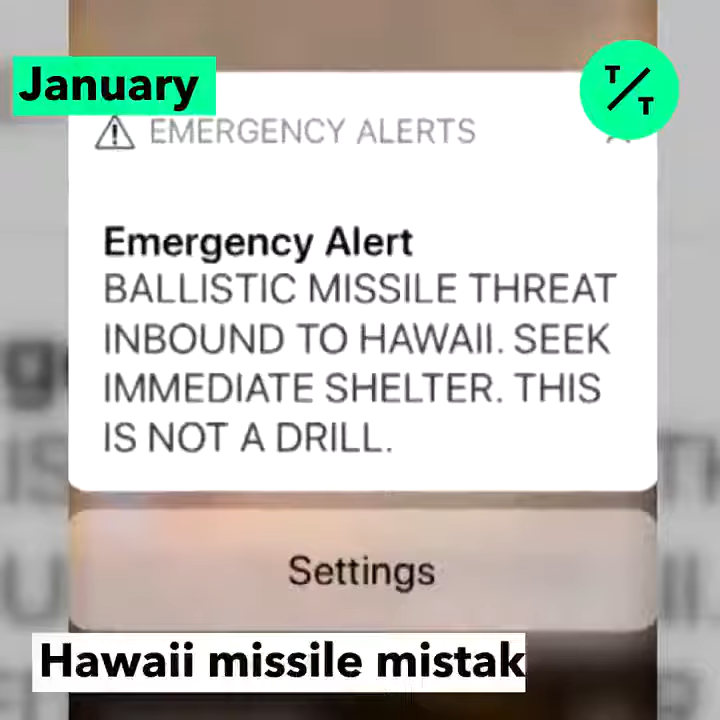 January
T/T
EMERGENCY ALERTS
Emergency Alert
BALLISTIC MISSILE THREAT
INBOUND TO HAWAII. SEEK
IMMEDIATE SHELTER. THIS
IS NOT A DRILL.
Settings
Hawaii missile mistak